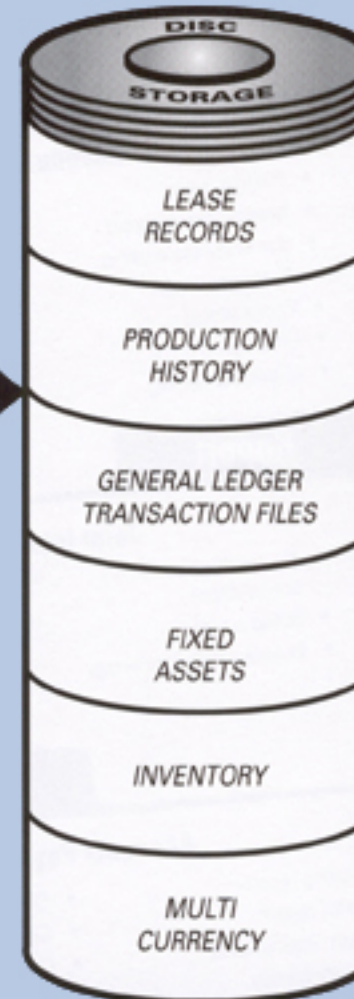 DISC
STORAGE
LEASE
RECORDS
PRODUCTION
HISTORY
GENERAL LEDGER
TRANSACTION FILES
FIXED
ASSETS
INVENTORY
MULTI
CURRENCY